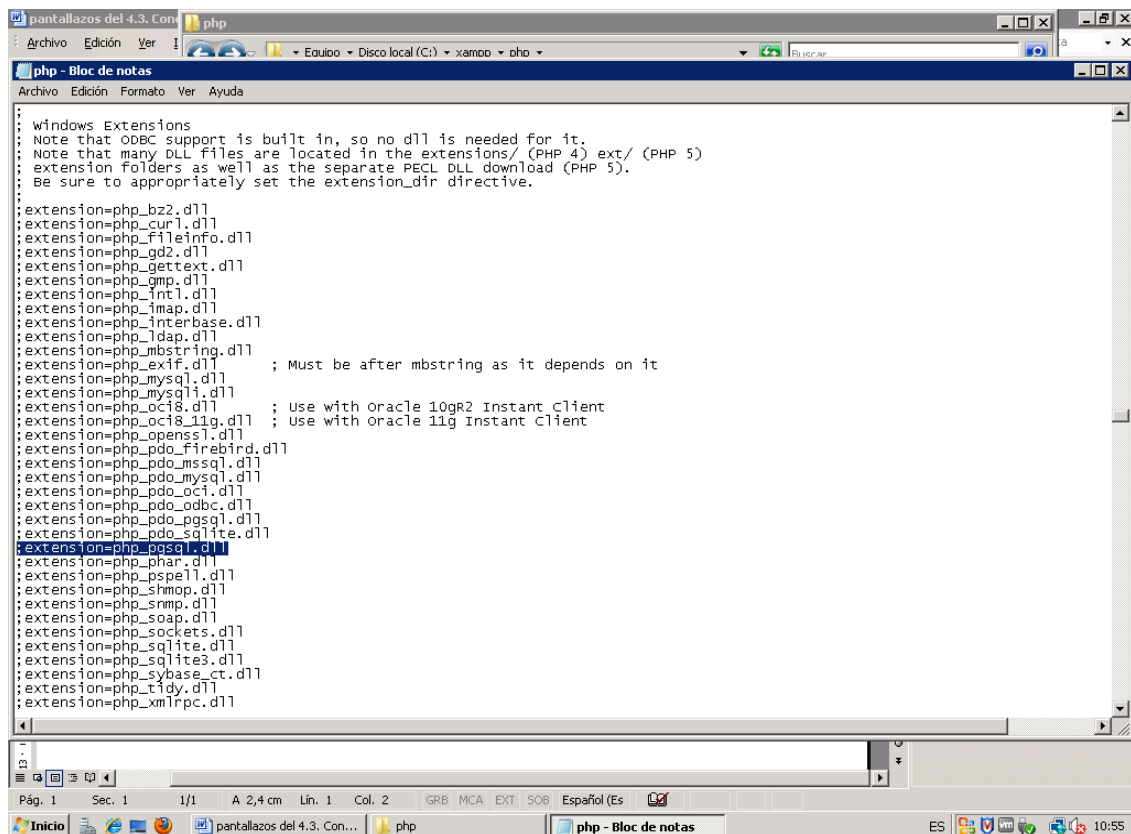 pantallazos del 4.3. Con
php
Archivo Edición Ver
Equipo Disco local (C:) xampp php
Buscar
php - Bloc de notas
Archivo Edición Formato Ver Ayuda
;
; Windows Extensions
; Note that ODBC support is built in, so no dll is needed for it.
; Note that many DLL files are located in the extensions/ (PHP 4) ext/ (PHP 5)
; extension folders as well as the separate PECL DLL download (PHP 5).
; Be sure to appropriately set the extension_dir directive.
;
;extension=php_bz2.dll
;extension=php_curl.dll
;extension=php_fileinfo.dll
;extension=php_gd2.dll
;extension=php_gettext.dll
;extension=php_gmp.dll
;extension=php_intl.dll
;extension=php_imap.dll
;extension=php_interbase.dll
;extension=php_ldap.dll
;extension=php_mbstring.dll
;extension=php_exif.dll ; Must be after mbstring as it depends on it
;extension=php_mysql.dll
;extension=php_mysqli.dll
;extension=php_oci8.dll ; Use with Oracle 10gR2 Instant Client
;extension=php_oci8_11g.dll ; Use with Oracle 11g Instant Client
;extension=php_openssl.dll
;extension=php_pdo_firebird.dll
;extension=php_pdo_mssql.dll
;extension=php_pdo_mysql.dll
;extension=php_pdo_oci.dll
;extension=php_pdo_odbc.dll
;extension=php_pdo_pgsql.dll
;extension=php_pdo_sqlite.dll
;extension=php_pgsql.dll
;extension=php_phar.dll
;extension=php_pspell.dll
;extension=php_shmop.dll
;extension=php_snmp.dll
;extension=php_soap.dll
;extension=php_sockets.dll
;extension=php_sqlite.dll
;extension=php_sqlite3.dll
;extension=php_sybase_ct.dll
;extension=php_tidy.dll
;extension=php_xmlrpc.dll
13
Pág. 1 Sec. 1 1/1 A 2,4 cm Lín. 1 Col. 2 GRB MCA EXT SOB Español (Es
Inicio pantallazos del 4.3. Con... php php - Bloc de notas ES 10:55